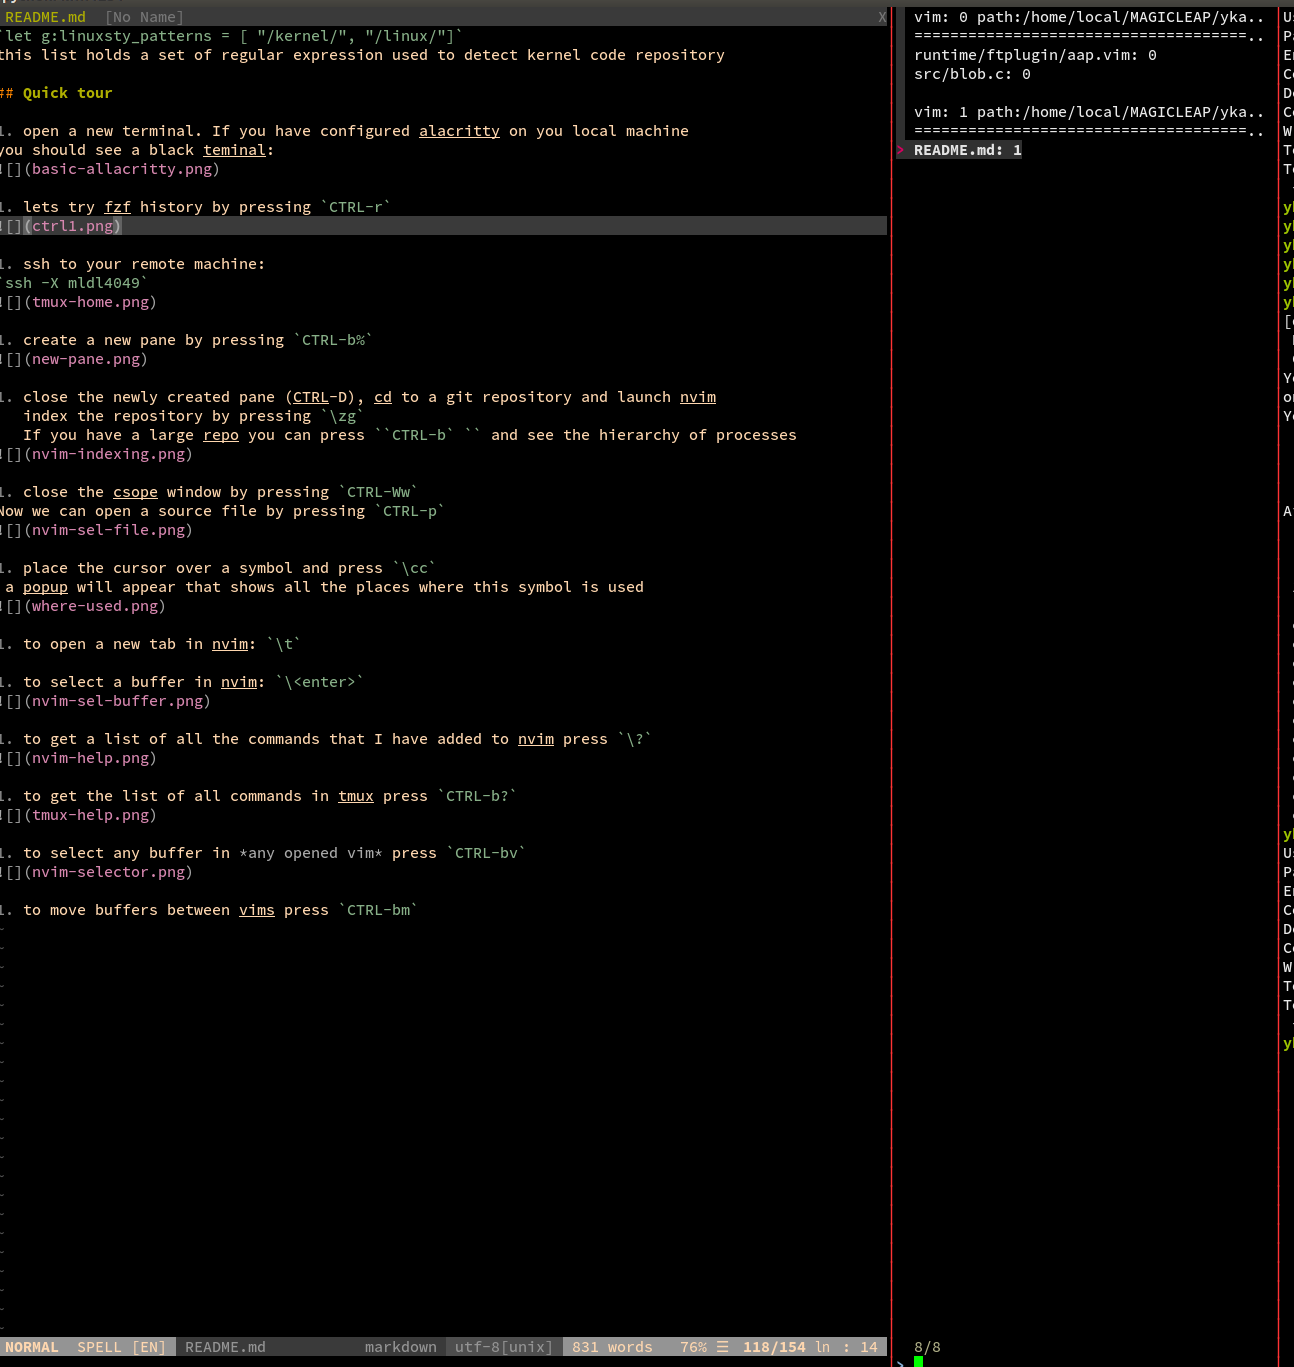 README.md  [No Name] X
`let g:linuxsty_patterns = [ "/kernel/", "/linux/"]`
this list holds a set of regular expression used to detect kernel code repository
## Quick tour
1. open a new terminal. If you have configured alacritty on you local machine
you should see a black teminal:
![](basic-allacritty.png)
1. lets try fzf history by pressing `CTRL-r`
![](ctrl1.png)
1. ssh to your remote machine:
`ssh -X mldl4049`
![](tmux-home.png)
1. create a new pane by pressing `CTRL-b%`
![](new-pane.png)
1. close the newly created pane (CTRL-D), cd to a git repository and launch nvim
   index the repository by pressing `\zg`
   If you have a large repo you can press ``CTRL-b` `` and see the hierarchy of processes
![](nvim-indexing.png)
1. close the csope window by pressing `CTRL-Ww`
Now we can open a source file by pressing `CTRL-p`
![](nvim-sel-file.png)
1. place the cursor over a symbol and press `\cc`
 a popup will appear that shows all the places where this symbol is used
![](where-used.png)
1. to open a new tab in nvim: `\t`
1. to select a buffer in nvim: `\<enter>`
![](nvim-sel-buffer.png)
1. to get a list of all the commands that I have added to nvim press `\?`
![](nvim-help.png)
1. to get the list of all commands in tmux press `CTRL-b?`
![](tmux-help.png)
1. to select any buffer in *any opened vim* press `CTRL-bv`
![](nvim-selector.png)
1. to move buffers between vims press `CTRL-bm`
NORMAL  SPELL [EN]  README.md  markdown  utf-8[unix]  831 words  76% ☰ 118/154 ln : 14
vim: 0 path:/home/local/MAGICLEAP/yka..
=====================================..
runtime/ftplugin/aap.vim: 0
src/blob.c: 0
vim: 1 path:/home/local/MAGICLEAP/yka..
=====================================..
> README.md: 1
8/8
>